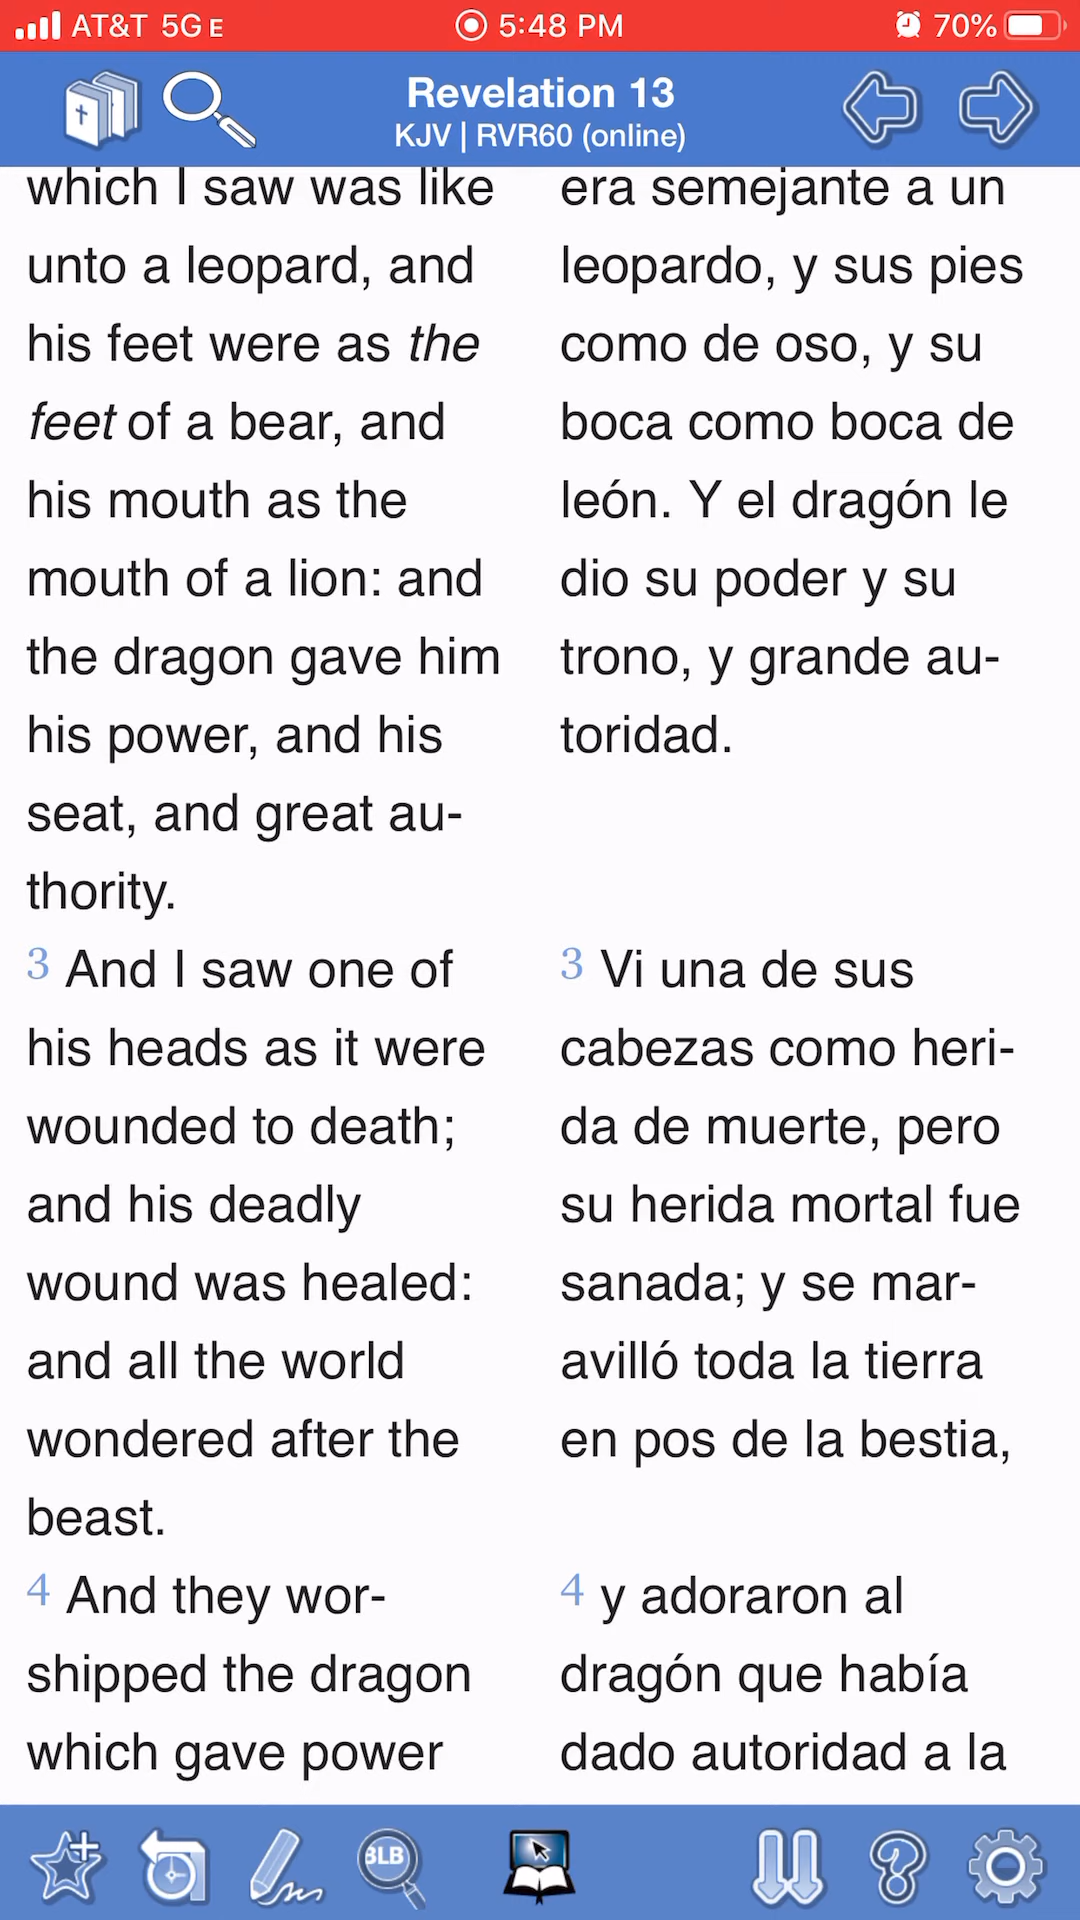 AT&T 5GE
5:48 PM
70%
Revelation 13
KJV | RVR60 (online)
which I saw was like
unto a leopard, and
his feet were as the
feet of a bear, and
his mouth as the
mouth of a lion: and
the dragon gave him
his power, and his
seat, and great au-
thority.
3 And I saw one of
his heads as it were
wounded to death;
and his deadly
wound was healed:
and all the world
wondered after the
beast.
4 And they wor-
shipped the dragon
which gave power
era semejante a un
leopardo, y sus pies
como de oso, y su
boca como boca de
león. Y el dragón le
dio su poder y su
trono, y grande au-
toridad.
3 Vi una de sus
cabezas como heri-
da de muerte, pero
su herida mortal fue
sanada; y se mar-
avilló toda la tierra
en pos de la bestia,
4 y adoraron al
dragón que había
dado autoridad a la
BLB